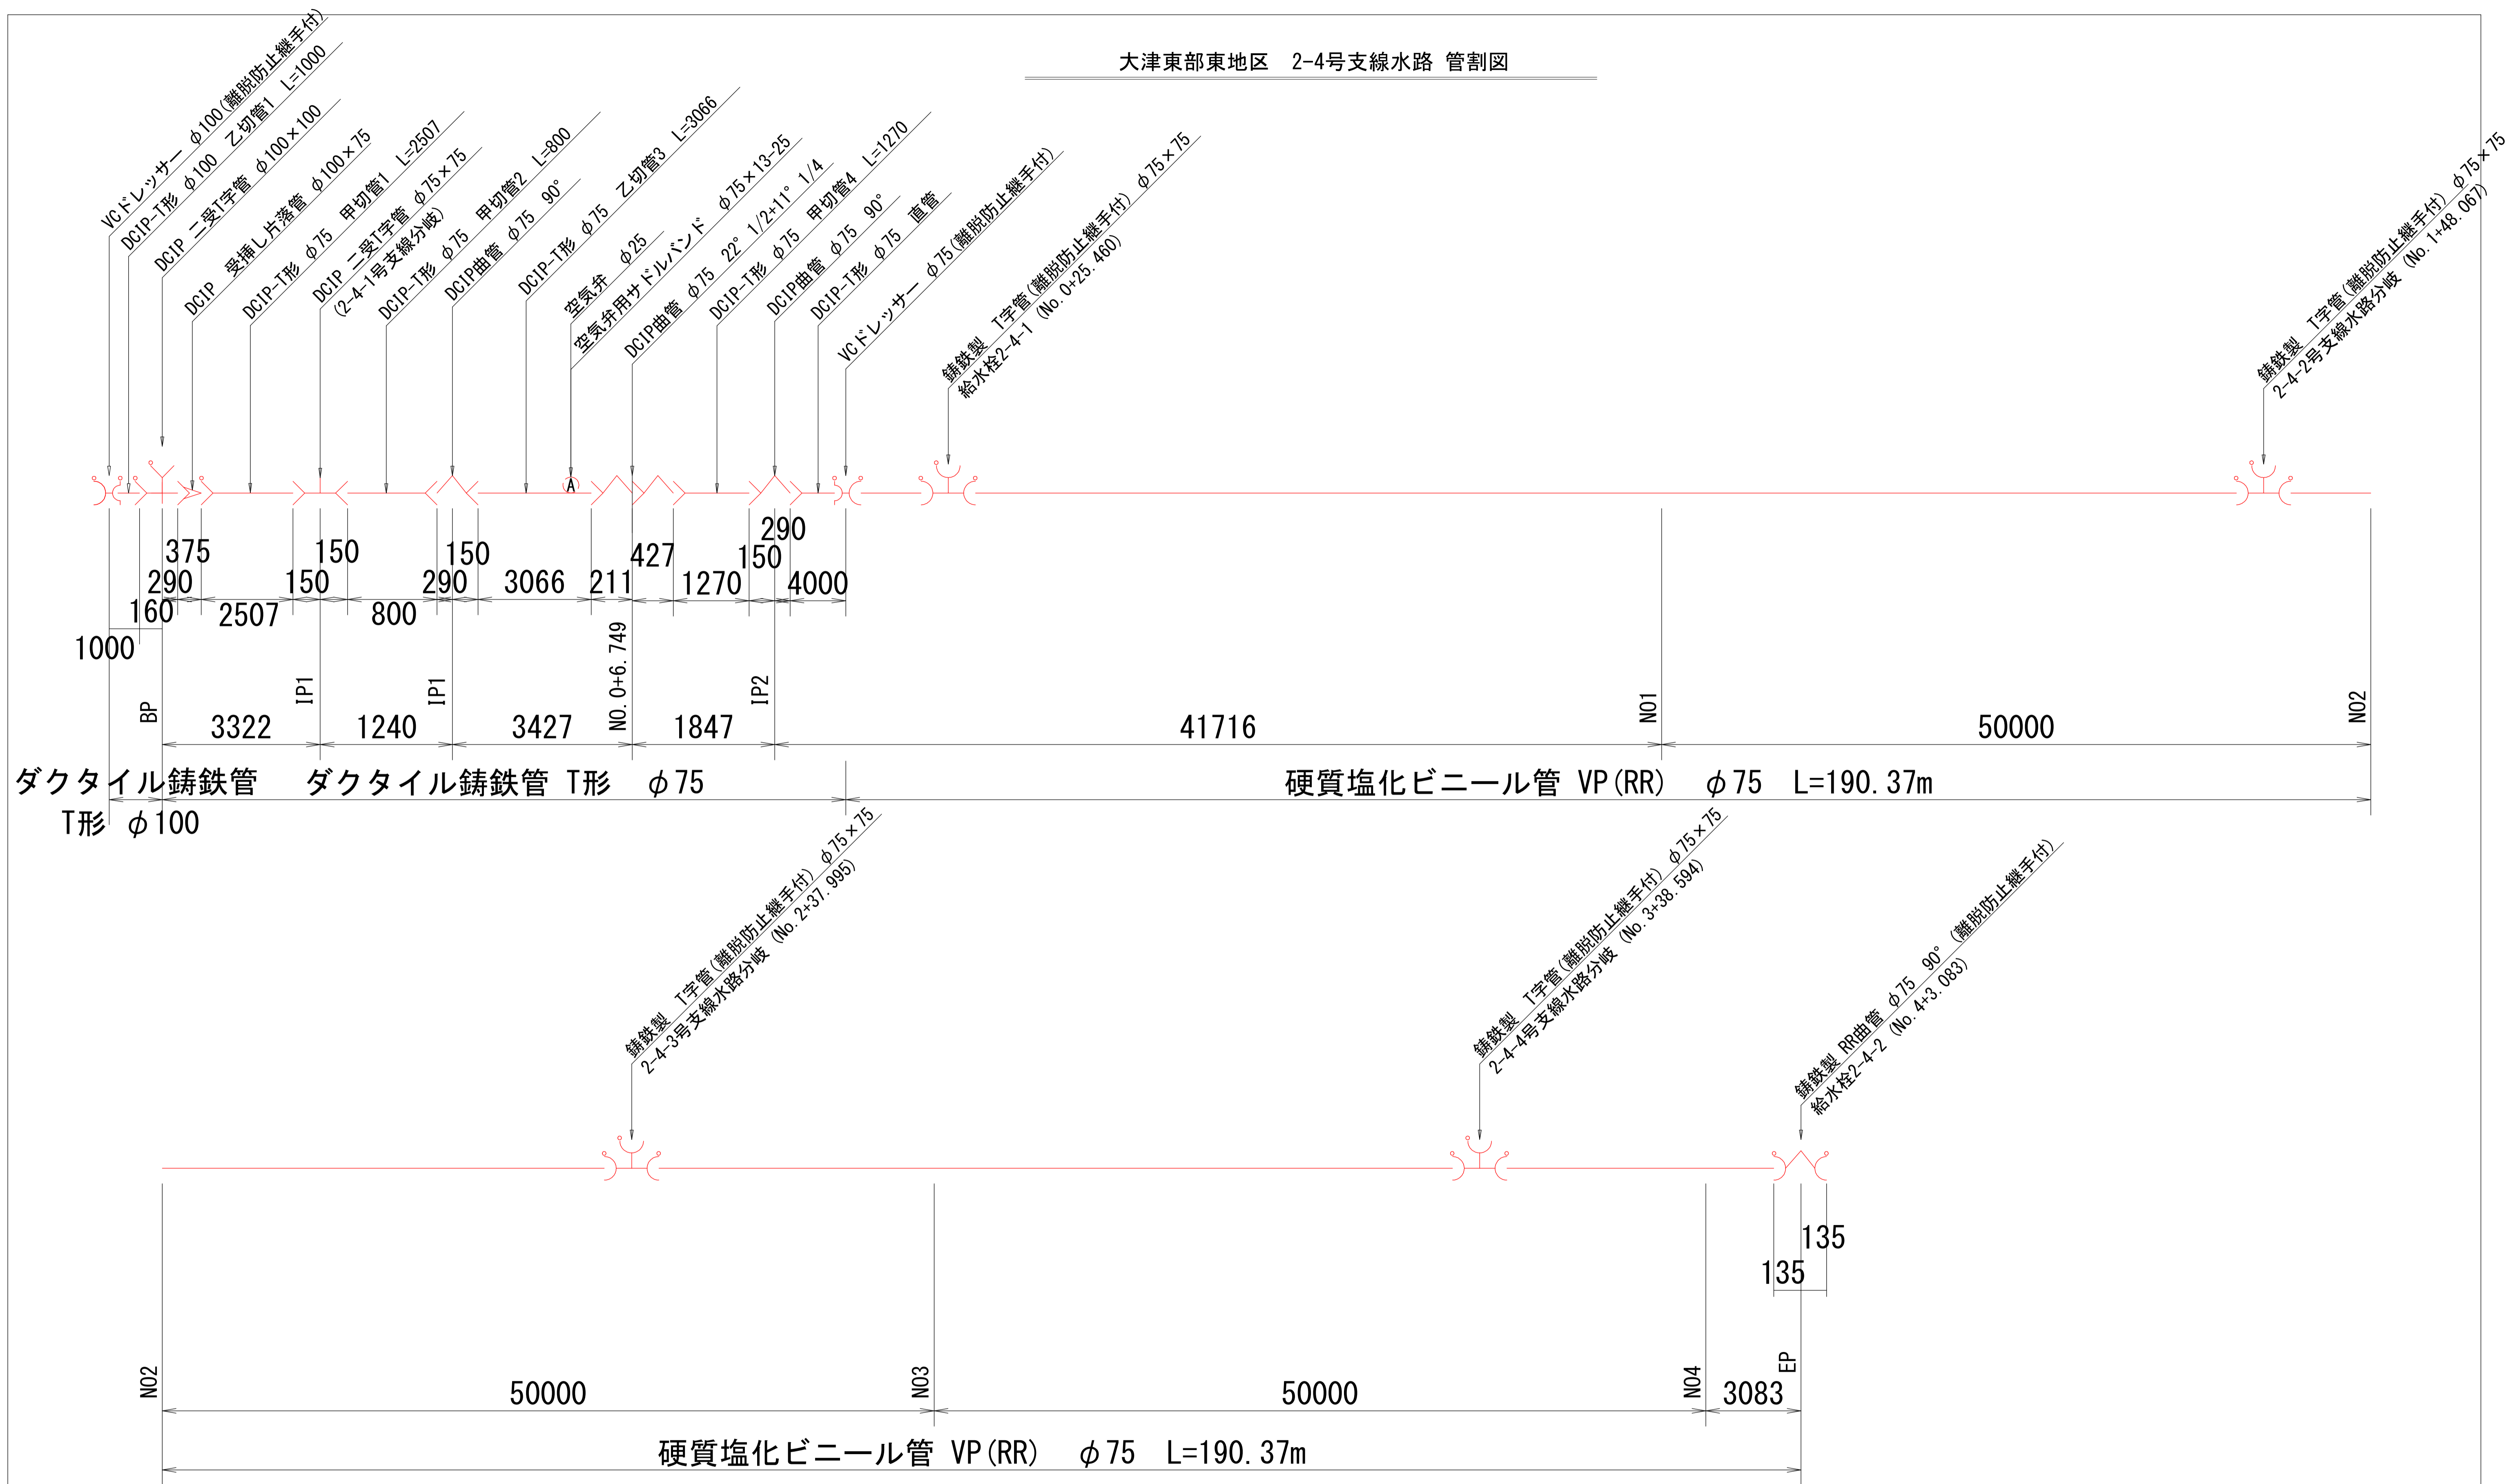 大津東部東地区　2-4号支線水路 管割図
VCドレッサー φ100(離脱防止継手付)
DCIP-T形 φ100　乙切管1　L=1000
DCIP 二受T字管 φ100×100
DCIP　受挿し片落管 φ100×75
DCIP-T形 φ75　甲切管1　L=2507
DCIP 二受T字管 φ75×75
(2-4-1号支線分岐)
DCIP-T形 φ75　甲切管2　L=800
DCIP曲管 φ75 90°
DCIP-T形 φ75　乙切管3　L=3066
空気弁　φ25
空気弁用サドルバンド　φ75×13-25
DCIP曲管 φ75　22°1/2+11°1/4
DCIP-T形 φ75　甲切管4　L=1270
DCIP曲管 φ75　90°
DCIP-T形 φ75　直管
VCドレッサー　φ75(離脱防止継手付)
鋳鉄製　T字管(離脱防止継手付) φ75×75
給水栓2-4-1 (No.0+25.460)
鋳鉄製　T字管(離脱防止継手付) φ75×75
2-4-2号支線水路分岐 (No.1+48.067)
A
375
150
150
427
290
150
290
150
290
3066
211
1270
4000
160
2507
800
1000
BP
IP1
IP1
NO.0+6.749
IP2
NO1
NO2
3322
1240
3427
1847
41716
50000
ダクタイル鋳鉄管
T形 φ100
ダクタイル鋳鉄管 T形　φ75
硬質塩化ビニール管 VP(RR)　φ75　L=190.37m
鋳鉄製　T字管(離脱防止継手付) φ75×75
2-4-3号支線水路分岐 (No.2+37.995)
鋳鉄製　T字管(離脱防止継手付) φ75×75
2-4-4号支線水路分岐 (No.3+38.594)
鋳鉄製 RR曲管 φ75　90° (離脱防止継手付)
給水栓2-4-2 (No.4+3.083)
135
135
NO2
NO3
NO4
EP
50000
50000
3083
硬質塩化ビニール管 VP(RR)　φ75　L=190.37m